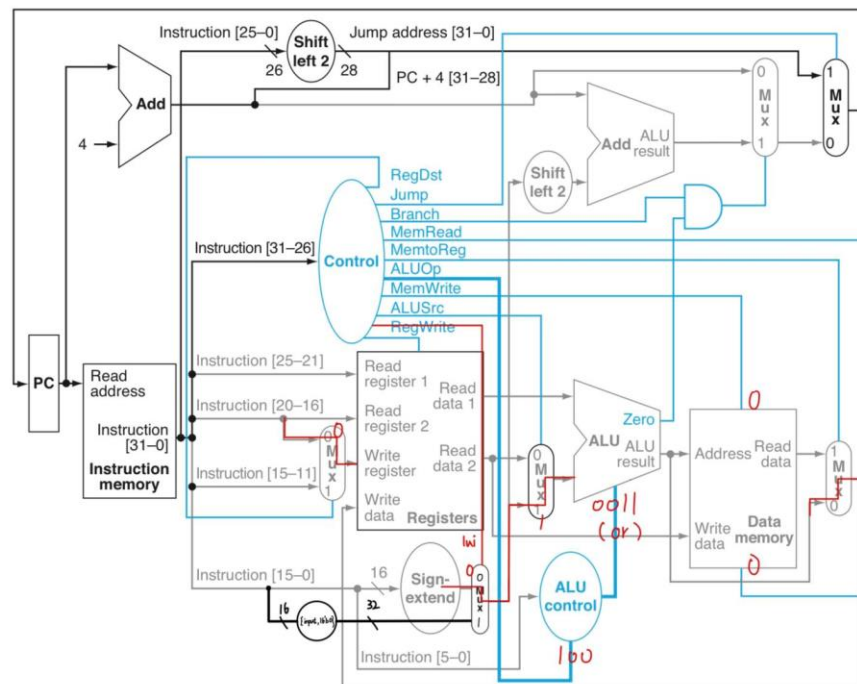 Instruction [25–0]
Shift
left 2
Jump address [31–0]
26
28
PC + 4 [31–28]
Add
4
0
M
u
x
1
1
M
u
x
0
Add
ALU
result
Shift
left 2
RegDst
Jump
Branch
MemRead
MemtoReg
ALUOp
MemWrite
ALUSrc
RegWrite
Instruction [31–26]
Control
PC
Read
address
Instruction
[31–0]
Instruction
memory
Instruction [25–21]
Instruction [20–16]
Instruction [15–11]
0
0
M
u
x
1
Read
register 1
Read
register 2
Write
register
Write
data
Read
data 1
Read
data 2
Registers
0
M
u
x
1
1
Zero
ALU
ALU
result
0011
(or)
0
Address
Read
data
Write
data
Data
memory
0
1
M
u
x
0
Instruction [15–0]
16
Sign-
extend
lui
0
0
M
u
x
1
16
32
ALU
control
100
Instruction [5–0]